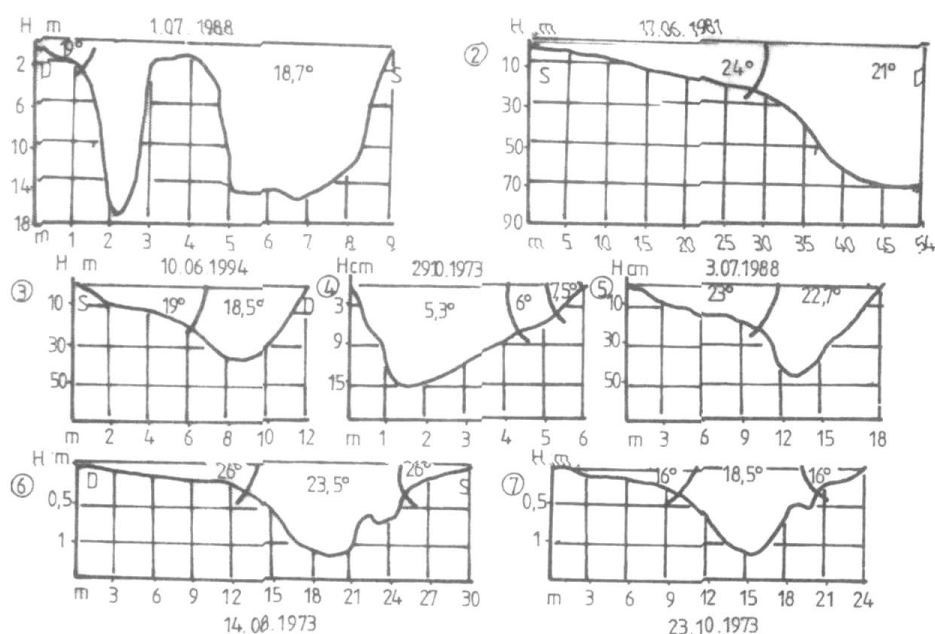 H m 1.07.1988
19°
D 18,7° S
2
6
10
14
18
m 1 2 3 4 5 6 7 8 9
② H m 17.06.1981
24° 21°
S D
10
30
50
70
90
m 5 10 15 20 25 30 35 40 45 54
③ H m 10.06.1994
S 19° 18,5° D
10
30
50
m 2 4 6 8 10 12
④ H cm 29.10.1973
5,3° 6° 7,5°
3
9
15
m 1 2 3 4 5 6
⑤ H cm 3.07.1988
23° 22,7°
10
30
50
m 3 6 9 12 15 18
⑥ H m
D 26° 23,5° 26° S
0,5
1
m 3 6 9 12 15 18 21 24 27 30
14.08.1973
⑦ H m
16° 18,5° 16°
0,5
1
m 3 6 9 12 15 18 21 24
23.10.1973